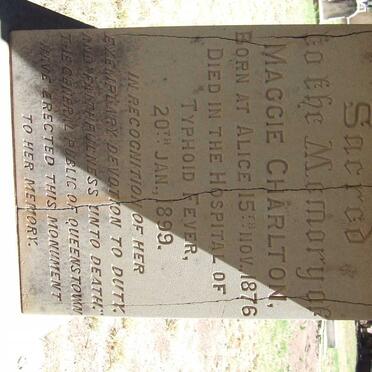 Sacred
to the Memory of
MAGGIE CHARLTON,
BORN AT ALICE 15TH NOV. 1876.
DIED IN THE HOSPITAL OF
TYPHOID FEVER,
20TH JAN. 1899.
IN RECOGNITION OF HER
EXEMPLARY DEVOTION TO DUTY,
AND FAITHFULNESS "UNTO DEATH,"
THE GENERAL PUBLIC OF QUEENSTOWN
HAVE ERECTED THIS MONUMENT
TO HER MEMORY.